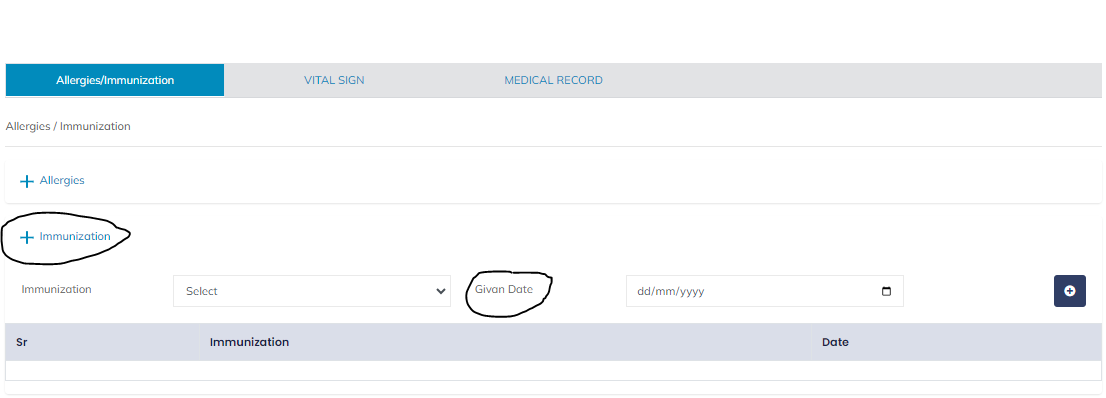 Allergies/Immunization VITAL SIGN MEDICAL RECORD
Allergies / Immunization
Allergies
Immunization
Immunization Select Givan Date dd/mm/yyyy
Sr Immunization Date